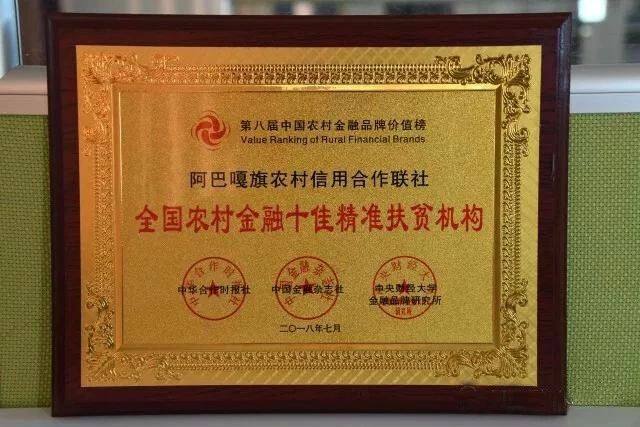 第八届中国农村金融品牌价值榜
Value Ranking of Rural Financial Brands
阿巴嘎旗农村信用合作联社
全国农村金融十佳精准扶贫机构
中华合作时报社
中国金融杂志社
中央财经大学
金融品牌研究所
二〇一八年七月